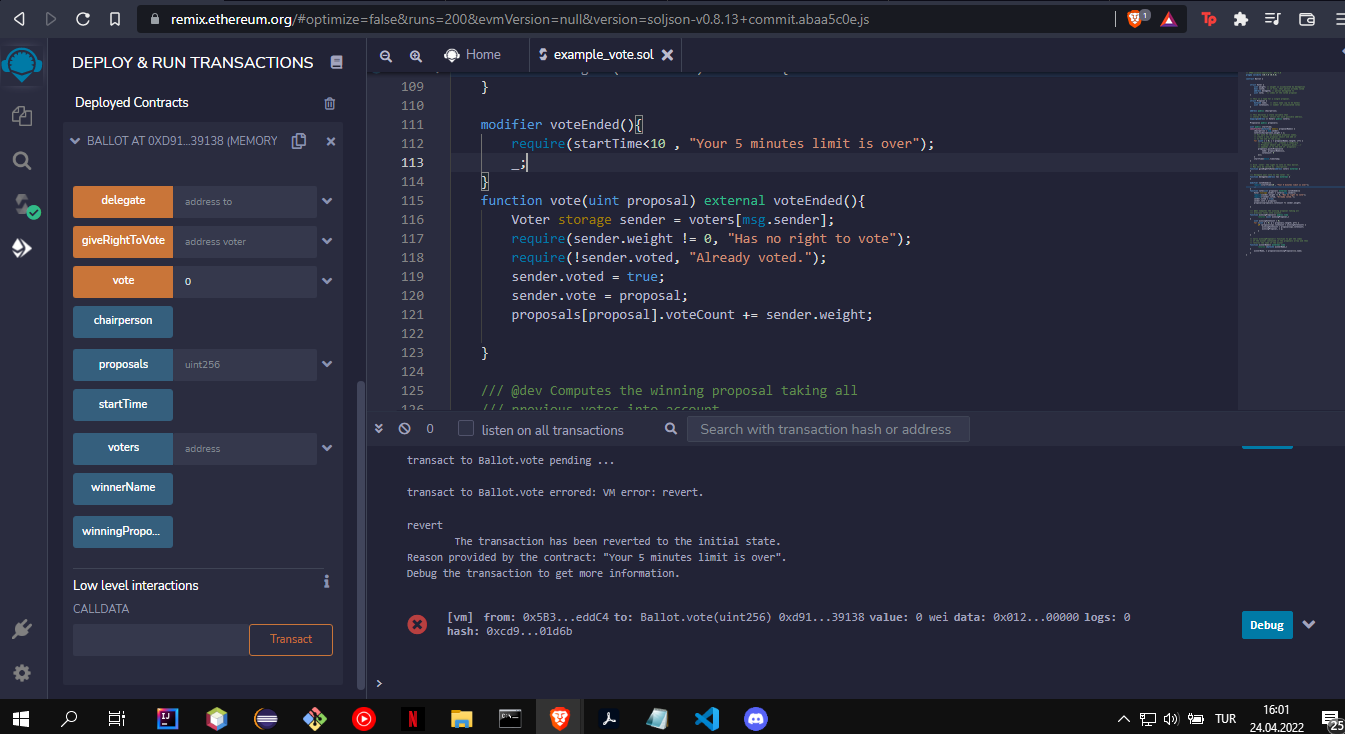 remix.ethereum.org/#optimize=false&runs=200&evmVersion=null&version=soljson-v0.8.13+commit.abaa5c0e.js
1
Tp
DEPLOY & RUN TRANSACTIONS
Home
example_vote.sol
Deployed Contracts
BALLOT AT 0XD91...39138 (MEMORY
delegate address to
giveRightToVote address voter
vote 0
chairperson
proposals uint256
startTime
voters address
winnerName
winningPropo...
Low level interactions
i
CALLDATA
Transact
109 }
110
111 modifier voteEnded(){
112 require(startTime<10 , "Your 5 minutes limit is over");
113 _;
114 }
115 function vote(uint proposal) external voteEnded(){
116 Voter storage sender = voters[msg.sender];
117 require(sender.weight != 0, "Has no right to vote");
118 require(!sender.voted, "Already voted.");
119 sender.voted = true;
120 sender.vote = proposal;
121 proposals[proposal].voteCount += sender.weight;
122
123 }
124
125 /// @dev Computes the winning proposal taking all
126 /// previous votes into account
0 listen on all transactions Search with transaction hash or address
transact to Ballot.vote pending ...
transact to Ballot.vote errored: VM error: revert.
revert
The transaction has been reverted to the initial state.
Reason provided by the contract: "Your 5 minutes limit is over".
Debug the transaction to get more information.
[vm] from: 0x5B3...eddC4 to: Ballot.vote(uint256) 0xd91...39138 value: 0 wei data: 0x012...00000 logs: 0
hash: 0xcd9...01d6b
Debug
>
TUR
16:01
24.04.2022
25